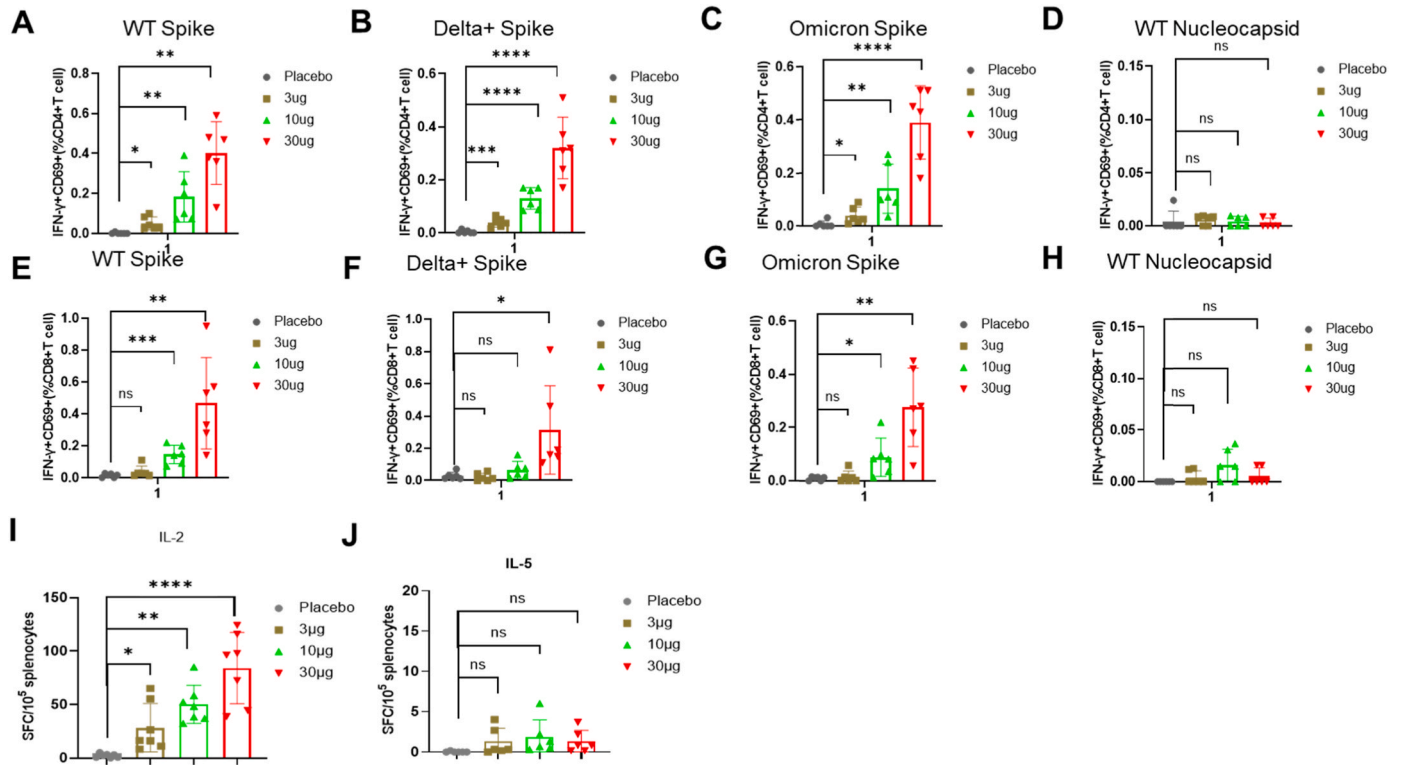 A
WT Spike
IFN-γ+CD69+(%CD4+T cell)
0.8
0.6
0.4
0.2
0.0
**
**
*
1
Placebo
3ug
10ug
30ug
B
Delta+ Spike
IFN-γ+CD69+(%CD4+T cell)
0.6
0.4
0.2
0.0
****
****
***
1
Placebo
3ug
10ug
30ug
C
Omicron Spike
IFN-γ+CD69+(%CD4+T cell)
0.6
0.4
0.2
0.0
****
**
*
1
Placebo
3ug
10ug
30ug
D
WT Nucleocapsid
IFN-γ+CD69+(%CD4+T cell)
0.15
0.10
0.05
0.00
ns
ns
ns
1
Placebo
3ug
10ug
30ug
E
WT Spike
IFN-γ+CD69+(%CD8+T cell)
1.0
0.8
0.6
0.4
0.2
0.0
**
***
ns
1
Placebo
3ug
10ug
30ug
F
Delta+ Spike
IFN-γ+CD69+(%CD8+T cell)
1.0
0.8
0.6
0.4
0.2
0.0
*
ns
ns
1
Placebo
3ug
10ug
30ug
G
Omicron Spike
IFN-γ+CD69+(%CD8+T cell)
0.6
0.4
0.2
0.0
**
*
ns
1
Placebo
3ug
10ug
30ug
H
WT Nucleocapsid
IFN-γ+CD69+(%CD8+T cell)
0.15
0.10
0.05
0.00
ns
ns
ns
1
Placebo
3ug
10ug
30ug
I
IL-2
SFC/10⁵ splenocytes
150
100
50
0
****
**
*
Placebo
3μg
10μg
30μg
J
IL-5
SFC/10⁵ splenocytes
20
15
10
5
0
ns
ns
ns
Placebo
3μg
10μg
30μg